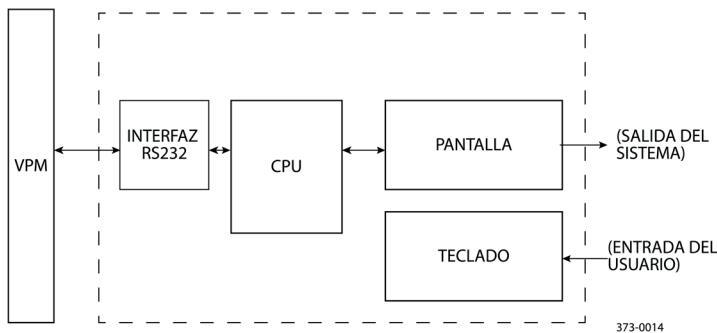 VPM
INTERFAZ
RS232
CPU
PANTALLA
(SALIDA DEL
SISTEMA)
TECLADO
(ENTRADA DEL
USUARIO)
373-0014